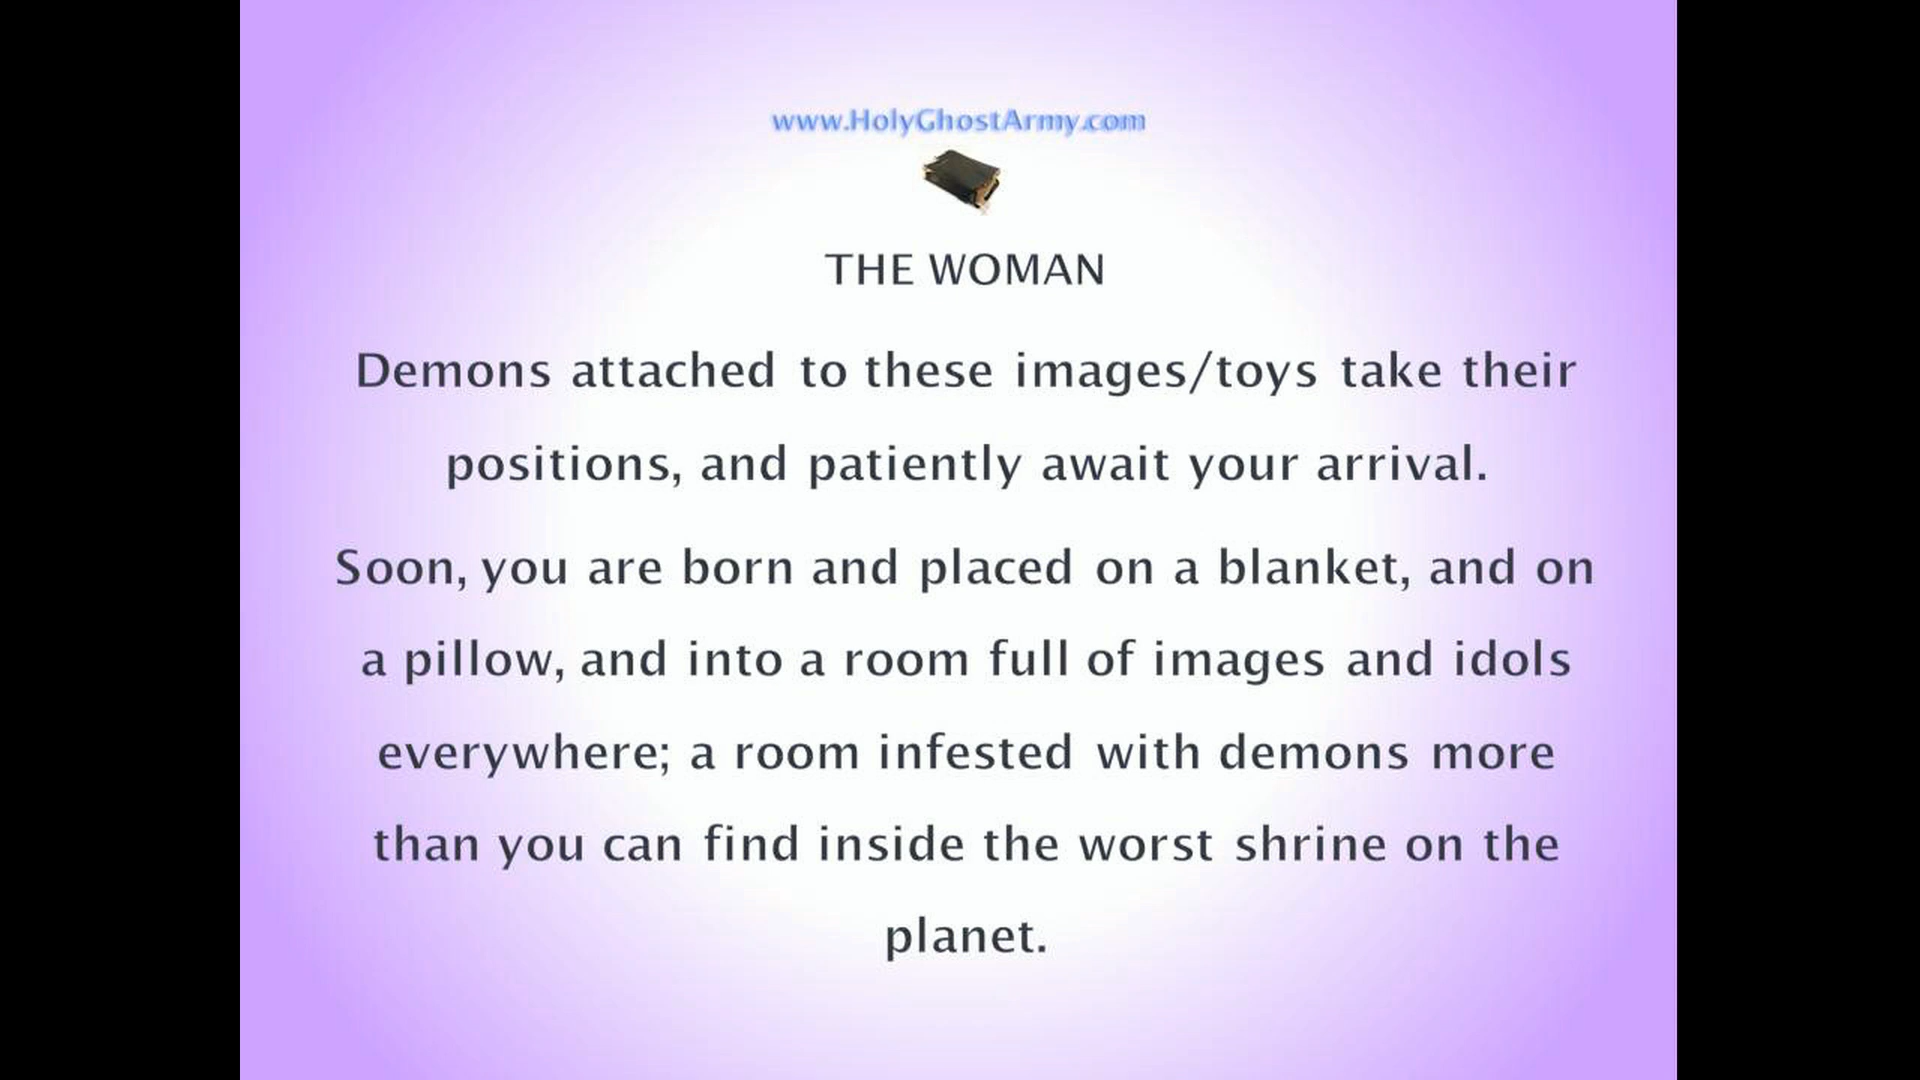 www.HolyGhostArmy.com
THE WOMAN
Demons attached to these images/toys take their
positions, and patiently await your arrival.
Soon, you are born and placed on a blanket, and on
a pillow, and into a room full of images and idols
everywhere; a room infested with demons more
than you can find inside the worst shrine on the
planet.